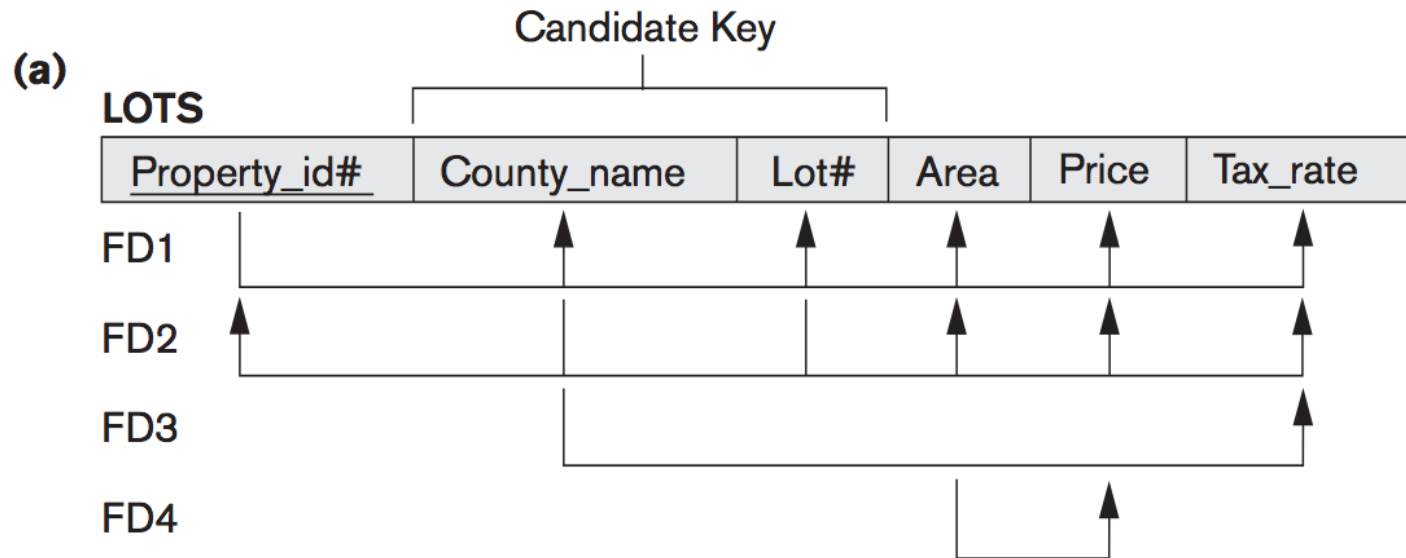 Candidate Key
(a)
LOTS
Property_id# County_name Lot# Area Price Tax_rate
FD1
FD2
FD3
FD4